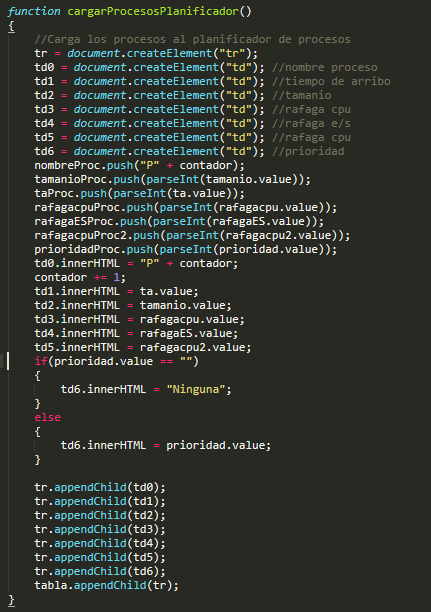 function cargarProcesosPlanificador()
{
    //Carga los procesos al planificador de procesos
    tr = document.createElement("tr");
    td0 = document.createElement("td"); //nombre proceso
    td1 = document.createElement("td"); //tiempo de arribo
    td2 = document.createElement("td"); //tamanio
    td3 = document.createElement("td"); //rafaga cpu
    td4 = document.createElement("td"); //rafaga e/s
    td5 = document.createElement("td"); //rafaga cpu
    td6 = document.createElement("td"); //prioridad
    nombreProc.push("P" + contador);
    tamanioProc.push(parseInt(tamanio.value));
    taProc.push(parseInt(ta.value));
    rafagacpuProc.push(parseInt(rafagacpu.value));
    rafagaESProc.push(parseInt(rafagaES.value));
    rafagacpuProc2.push(parseInt(rafagacpu2.value));
    prioridadProc.push(parseInt(prioridad.value));
    td0.innerHTML = "P" + contador;
    contador += 1;
    td1.innerHTML = ta.value;
    td2.innerHTML = tamanio.value;
    td3.innerHTML = rafagacpu.value;
    td4.innerHTML = rafagaES.value;
    td5.innerHTML = rafagacpu2.value;
    if(prioridad.value == "")
    {
        td6.innerHTML = "Ninguna";
    }
    else
    {
        td6.innerHTML = prioridad.value;
    }

    tr.appendChild(td0);
    tr.appendChild(td1);
    tr.appendChild(td2);
    tr.appendChild(td3);
    tr.appendChild(td4);
    tr.appendChild(td5);
    tr.appendChild(td6);
    tabla.appendChild(tr);
}